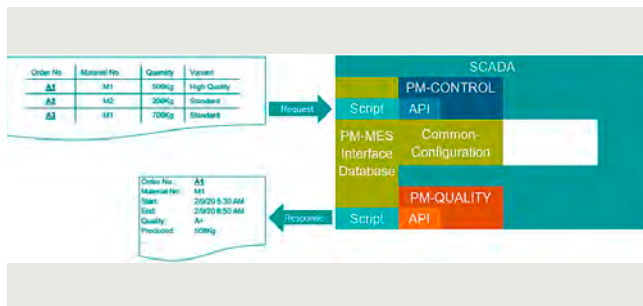 Order No. Material No. Quantity Variant
A1 M1 500Kg High Quality
A2 M2 200Kg Standard
A3 M1 700Kg Standard
Request
SCADA
PM-CONTROL
Script API
PM-MES
Interface
Database
Common-
Configuration
PM-QUALITY
Script API
Response
Order No.: A1
Material No.: M1
Start: 2/9/20 5:30 AM
End: 2/9/20 6:50 AM
Quality: A+
Produced: 508Kg